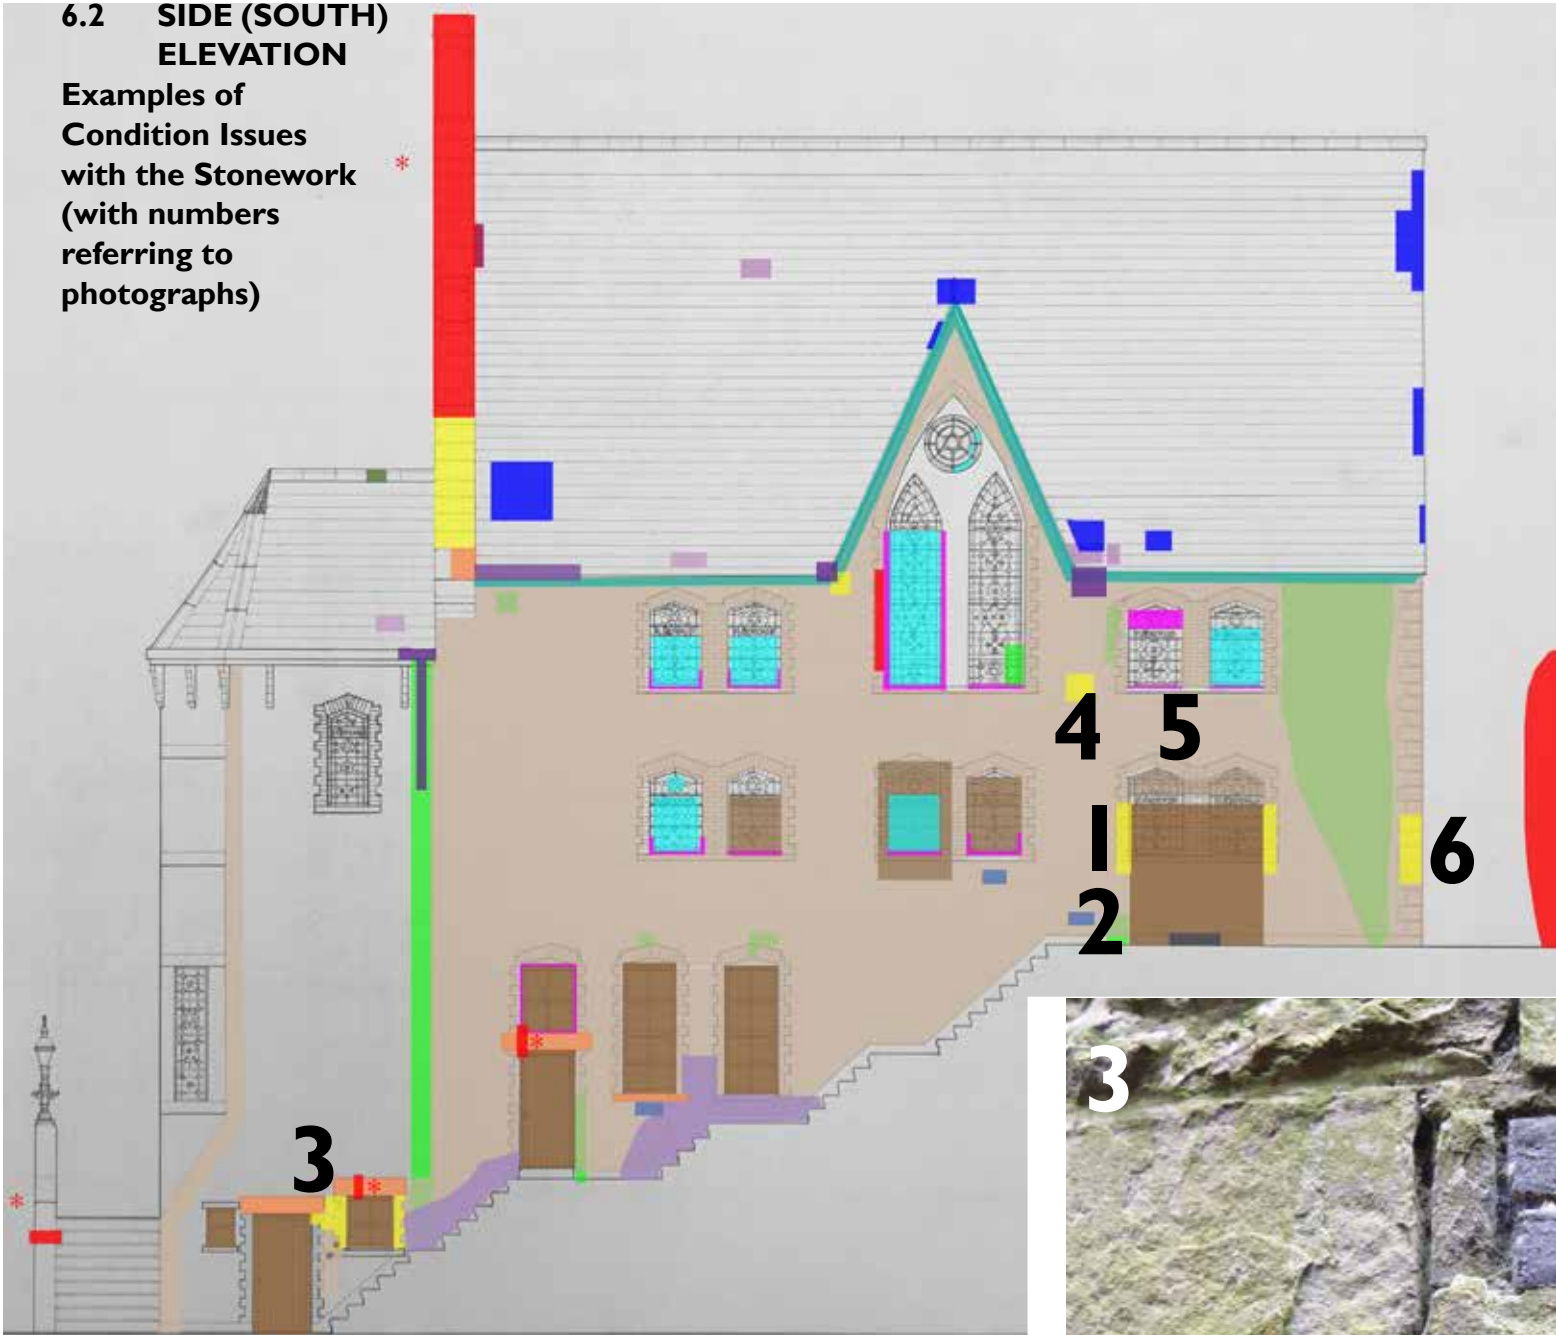 6.2 SIDE (SOUTH)
ELEVATION
Examples of
Condition Issues
with the Stonework
(with numbers
referring to
photographs)
*
4 5
1
6
2
*
3
*
*
3